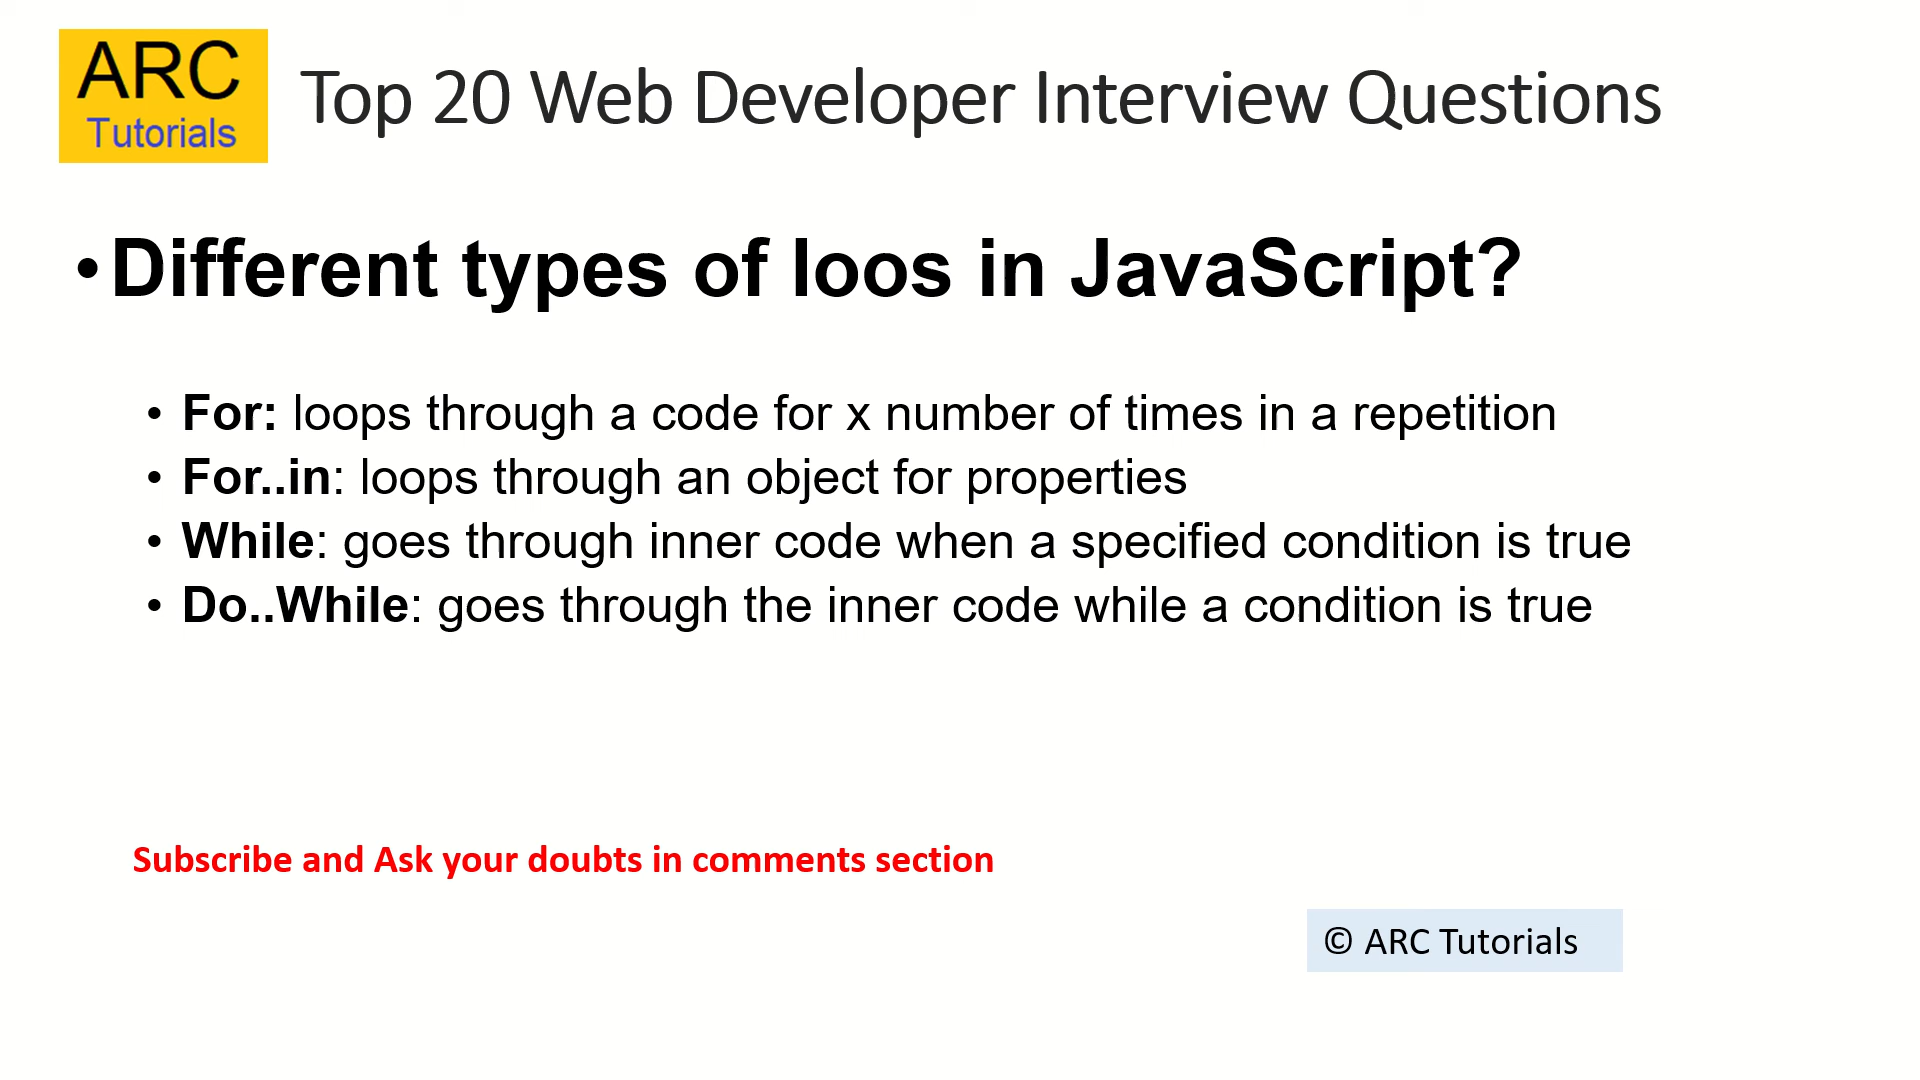 ARC
Tutorials
Top 20 Web Developer Interview Questions
• Different types of loos in JavaScript?
• For: loops through a code for x number of times in a repetition
• For..in: loops through an object for properties
• While: goes through inner code when a specified condition is true
• Do..While: goes through the inner code while a condition is true
Subscribe and Ask your doubts in comments section
© ARC Tutorials